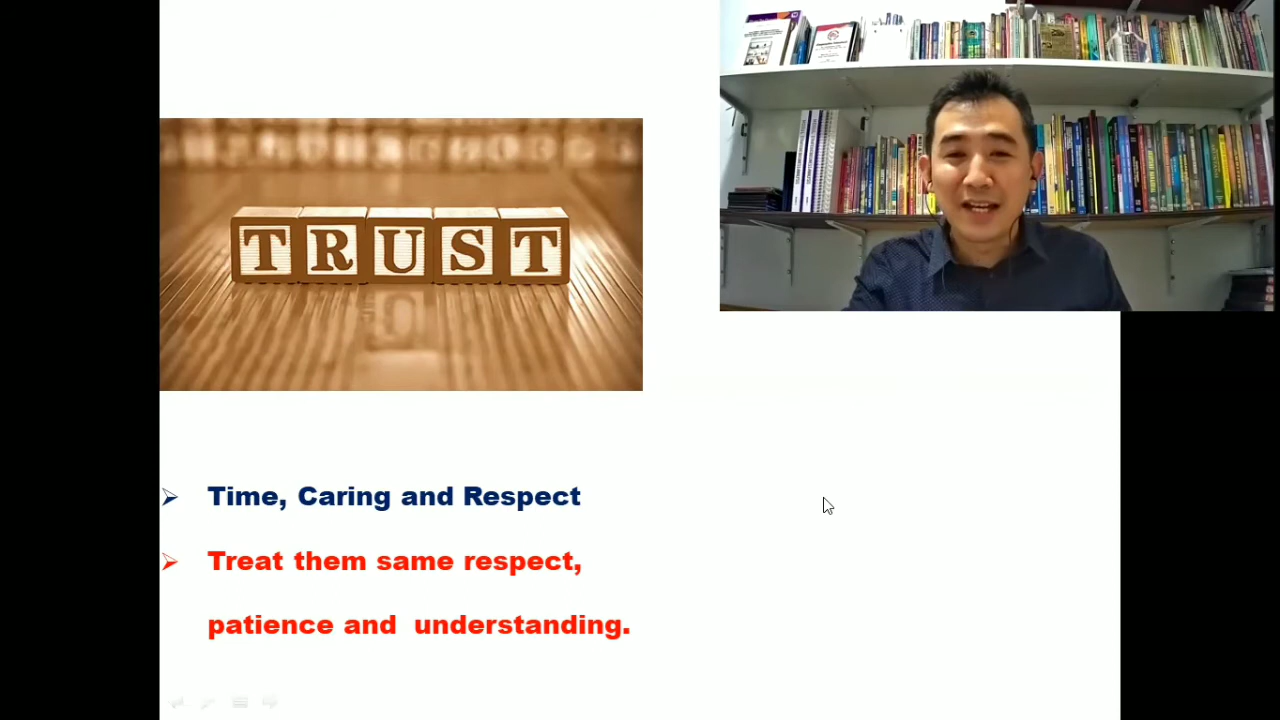 TRUST
Time, Caring and Respect
Treat them same respect,
patience and understanding.